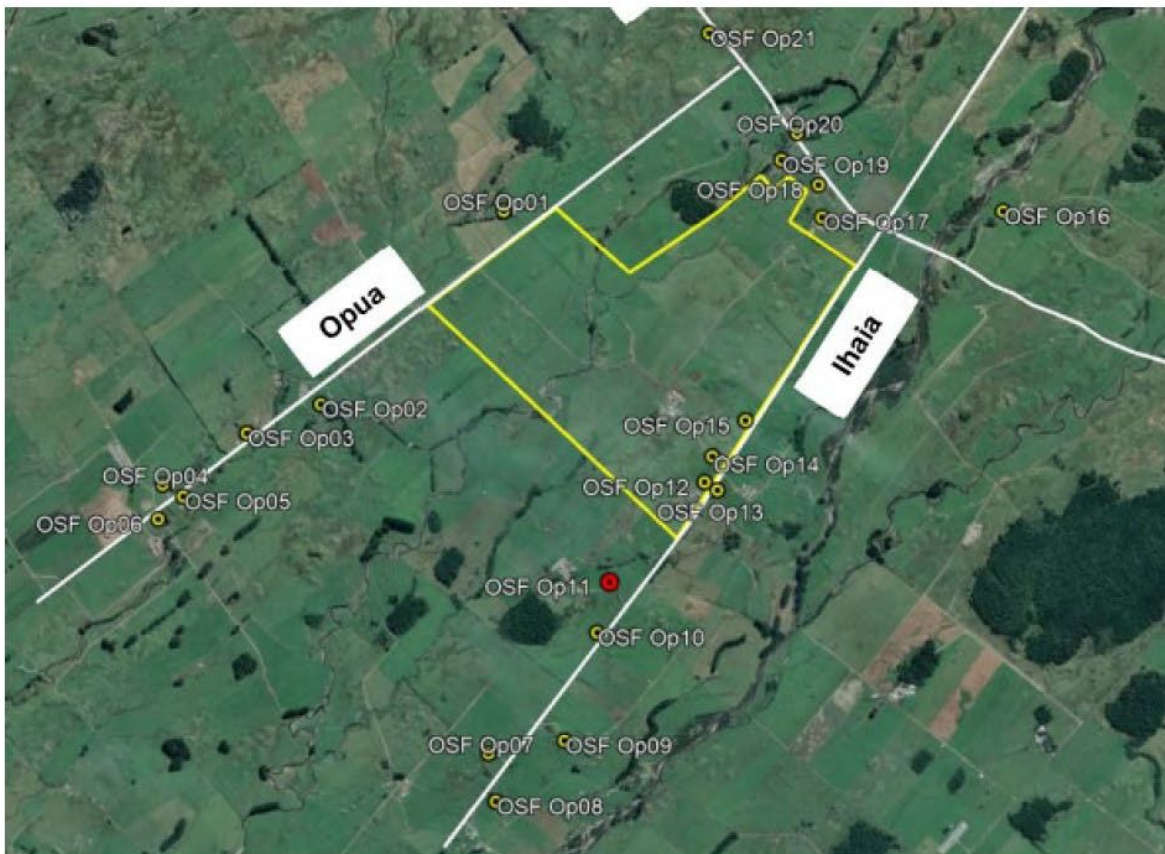 OSF Op21
OSF Op20
OSF Op19
OSF Op18
OSF Op01
OSF Op16
OSF Op17
Opua
Ihaia
OSF Op02
OSF Op15
OSF Op03
OSF Op14
OSF Op04
OSF Op12
OSF Op05
OSF Op13
OSF Op06
OSF Op11
OSF Op10
OSF Op07
OSF Op09
OSF Op08